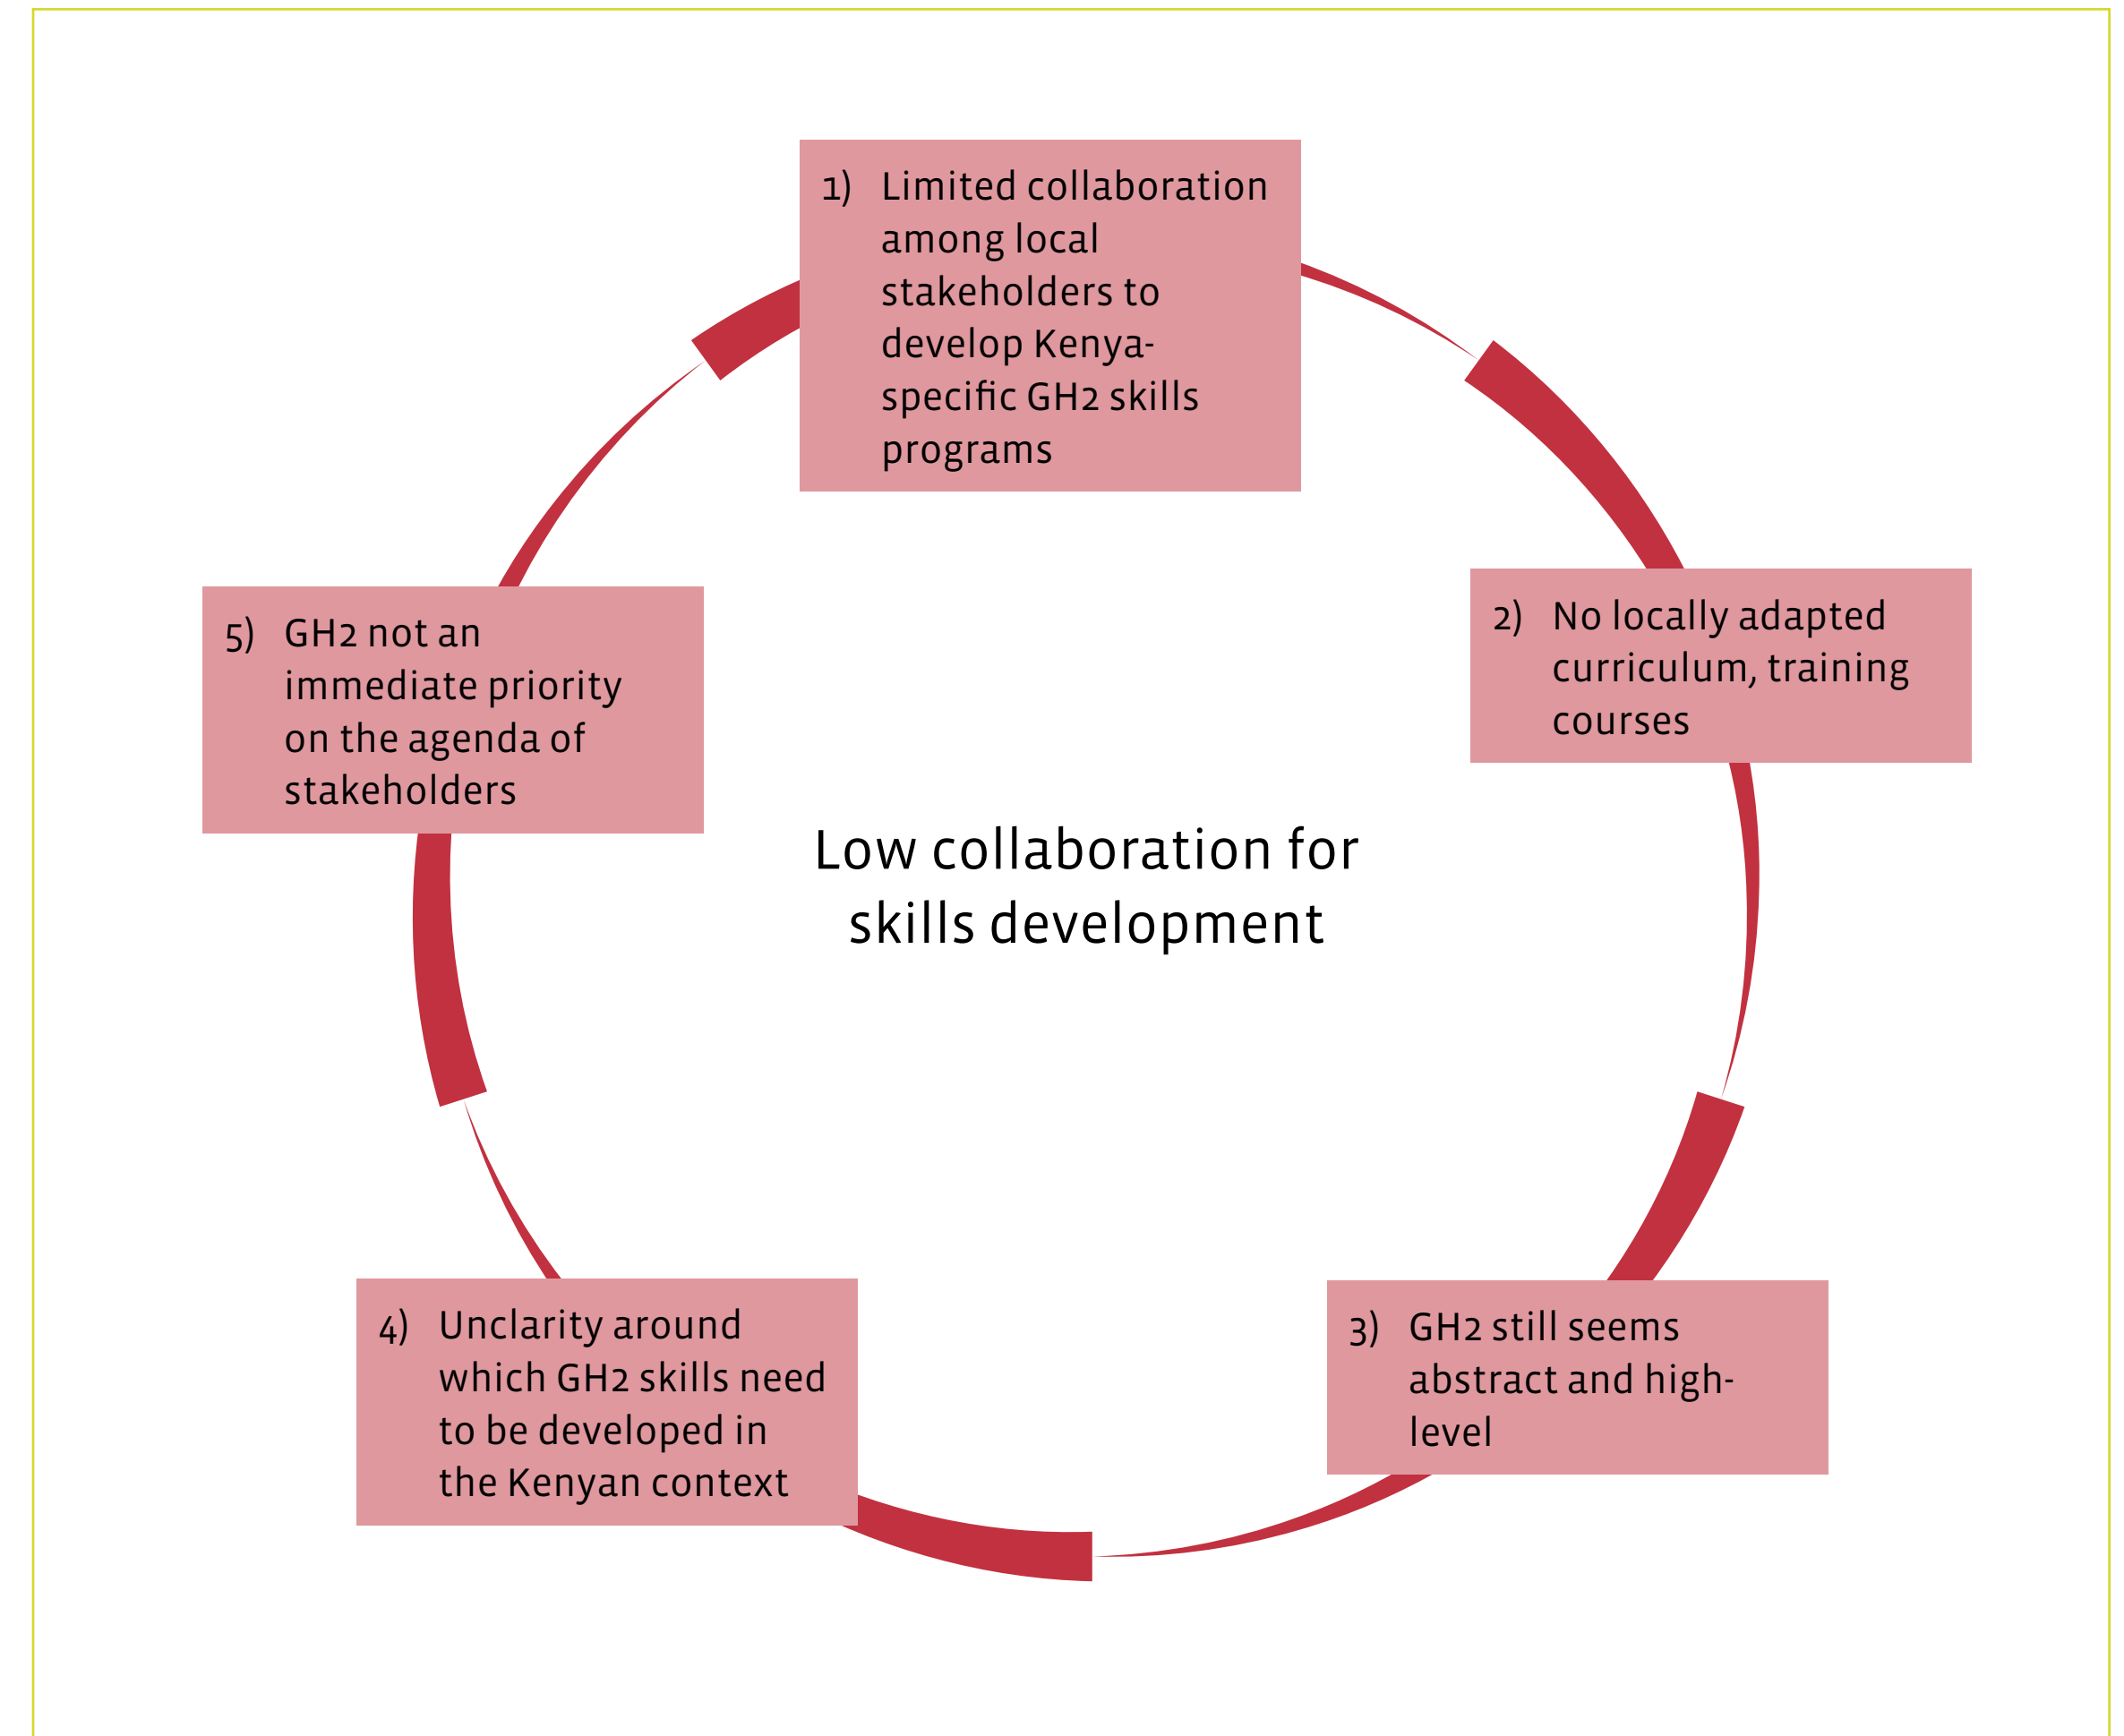 1) Limited collaboration
among local
stakeholders to
develop Kenya-
specific GH2 skills
programs
2) No locally adapted
curriculum, training
courses
3) GH2 still seems
abstract and high-
level
4) Unclarity around
which GH2 skills need
to be developed in
the Kenyan context
5) GH2 not an
immediate priority
on the agenda of
stakeholders
Low collaboration for
skills development